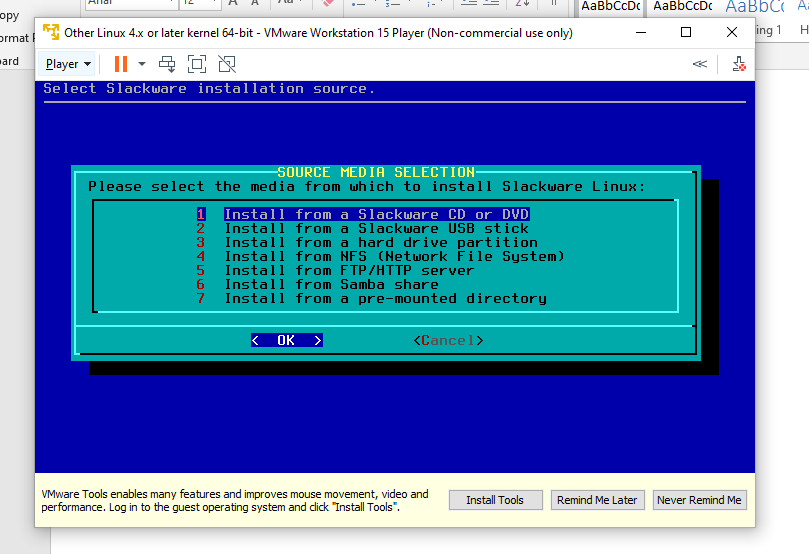 opy
Arial
12
A
A
AaBbCcDc
AaBbCcDc
AaBbCc
ormat
ing 1
oard
Other Linux 4.x or later kernel 64-bit - VMware Workstation 15 Player (Non-commercial use only)
Player
Select Slackware installation source.
SOURCE MEDIA SELECTION
Please select the media from which to install Slackware Linux:
1 Install from a Slackware CD or DVD
2 Install from a Slackware USB stick
3 Install from a hard drive partition
4 Install from NFS (Network File System)
5 Install from FTP/HTTP server
6 Install from Samba share
7 Install from a pre-mounted directory
< OK >
<Cancel>
VMware Tools enables many features and improves mouse movement, video and
performance. Log in to the guest operating system and click "Install Tools".
Install Tools
Remind Me Later
Never Remind Me